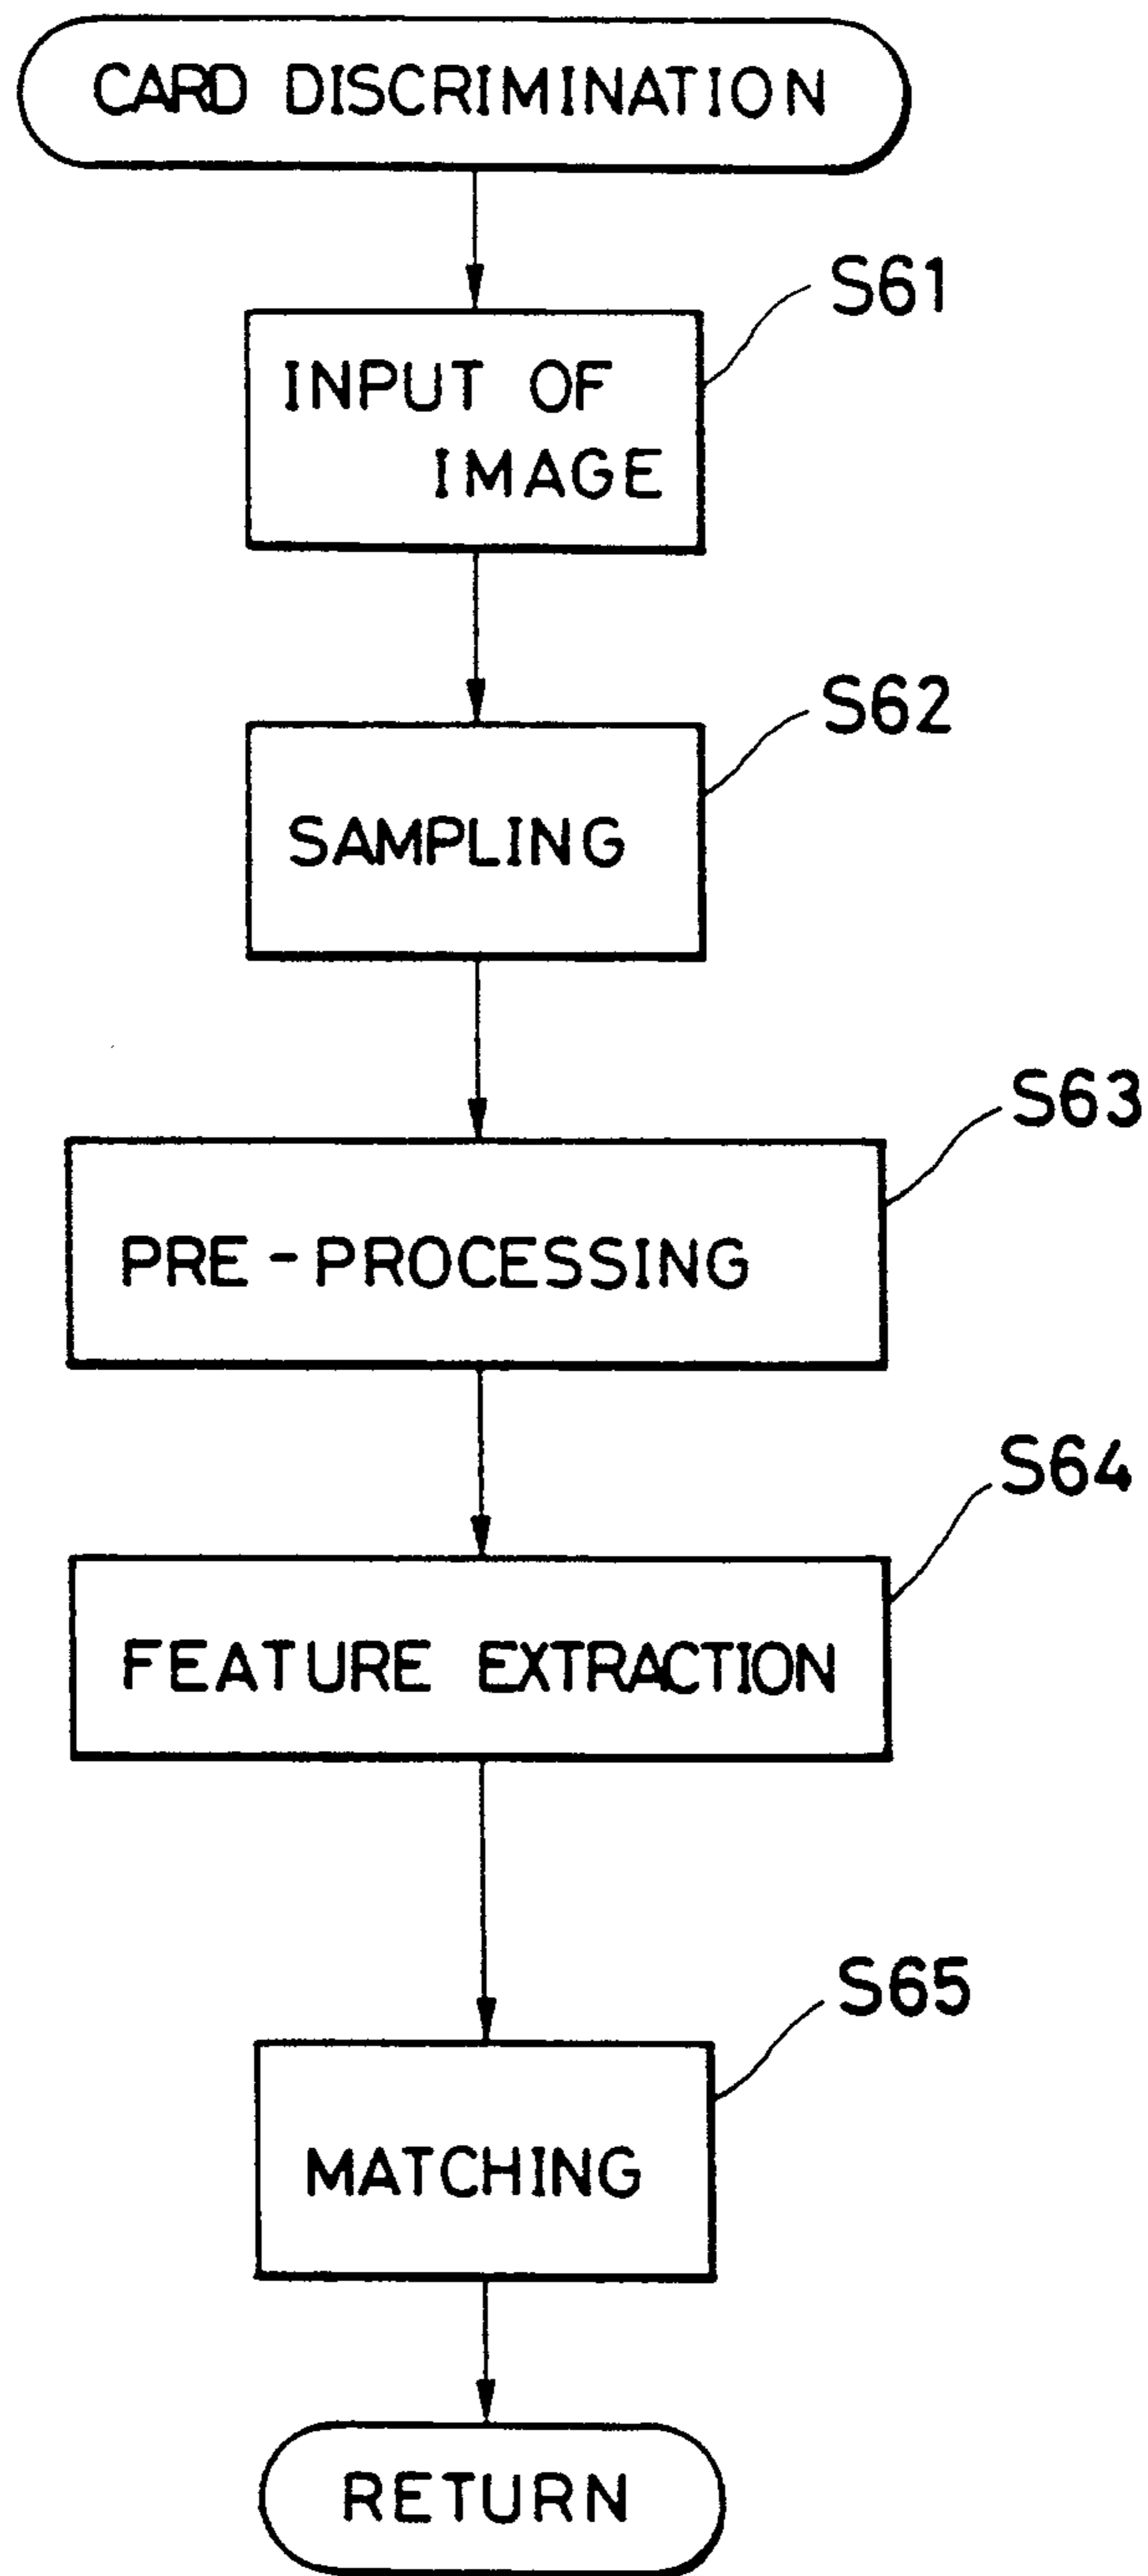 CARD DISCRIMINATION
S61
INPUT OF
IMAGE
S62
SAMPLING
S63
PRE-PROCESSING
S64
FEATURE EXTRACTION
S65
MATCHING
RETURN